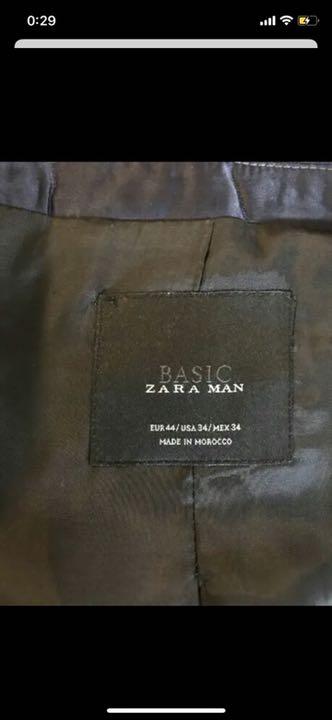 0:29
BASIC
ZARA MAN
EUR 44/ USA 34/ MEX 34
MADE IN MOROCCO